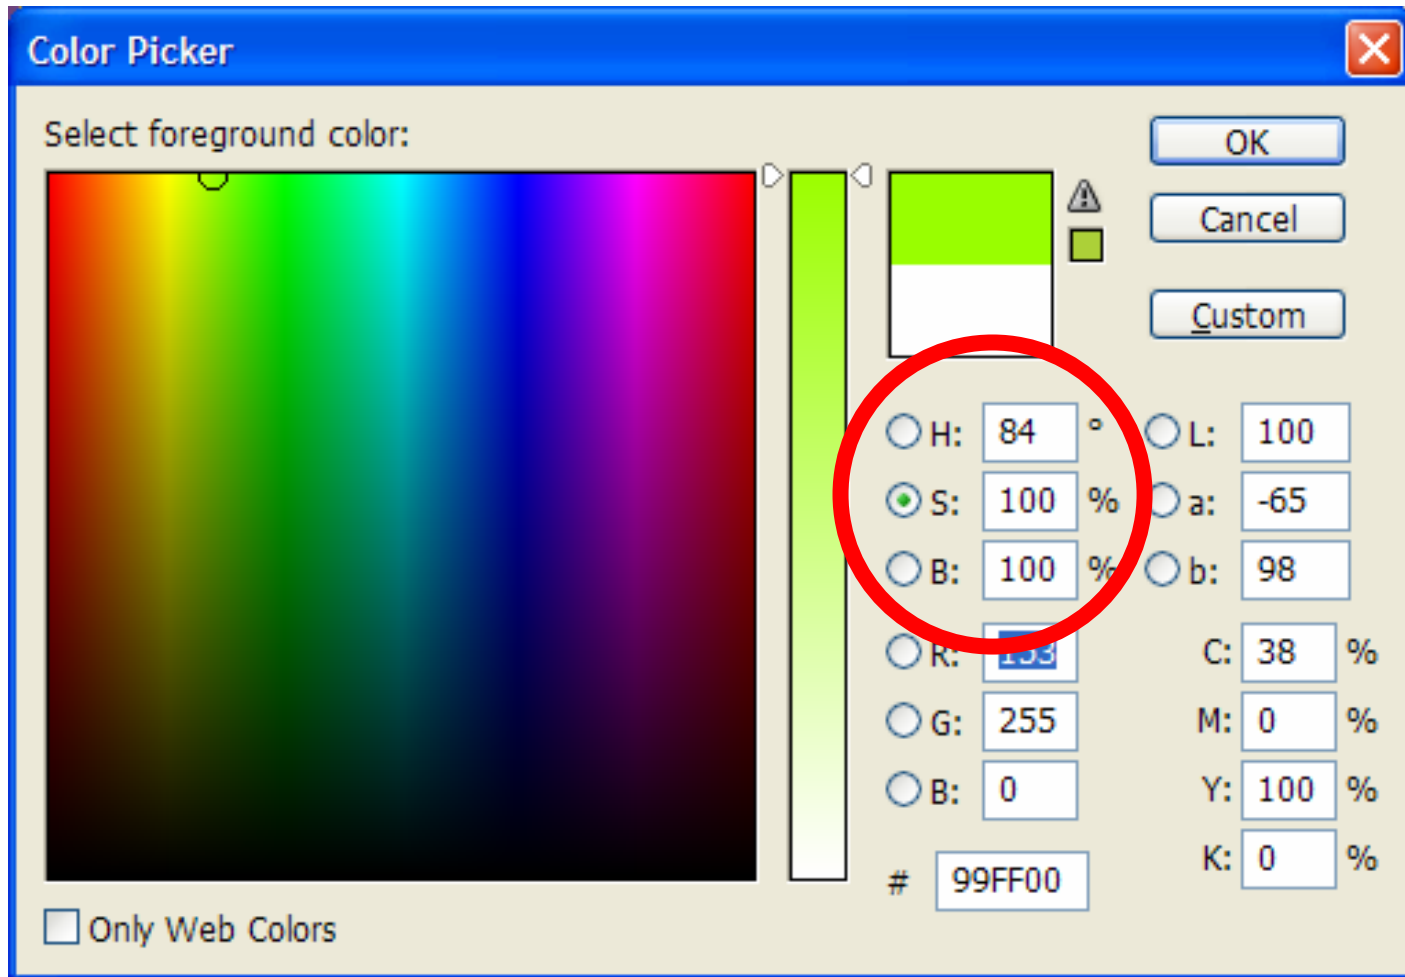 Color Picker
Select foreground color:
OK
Cancel
Custom
H: 84 °
S: 100 %
B: 100 %
R: 153
G: 255
B: 0
# 99FF00
L: 100
a: -65
b: 98
C: 38 %
M: 0 %
Y: 100 %
K: 0 %
Only Web Colors